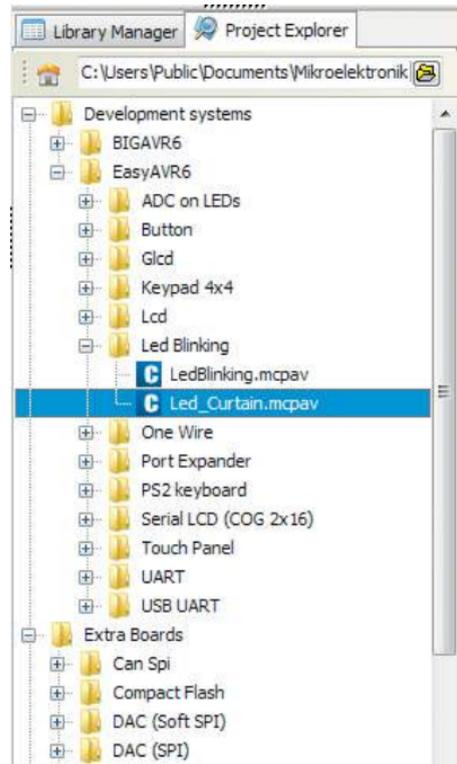 Library Manager Project Explorer
C:\Users\Public\Documents\Mikroelektronik
Development systems
BIGAVR6
EasyAVR6
ADC on LEDs
Button
Glcd
Keypad 4x4
Lcd
Led Blinking
LedBlinking.mcpav
Led_Curtain.mcpav
One Wire
Port Expander
PS2 keyboard
Serial LCD (COG 2x16)
Touch Panel
UART
USB UART
Extra Boards
Can Spi
Compact Flash
DAC (Soft SPI)
DAC (SPI)